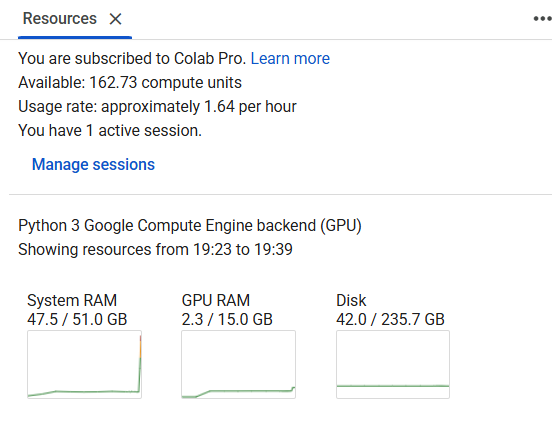 Resources
You are subscribed to Colab Pro. Learn more
Available: 162.73 compute units
Usage rate: approximately 1.64 per hour
You have 1 active session.
Manage sessions
Python 3 Google Compute Engine backend (GPU)
Showing resources from 19:23 to 19:39
System RAM
47.5 / 51.0 GB
GPU RAM
2.3 / 15.0 GB
Disk
42.0 / 235.7 GB